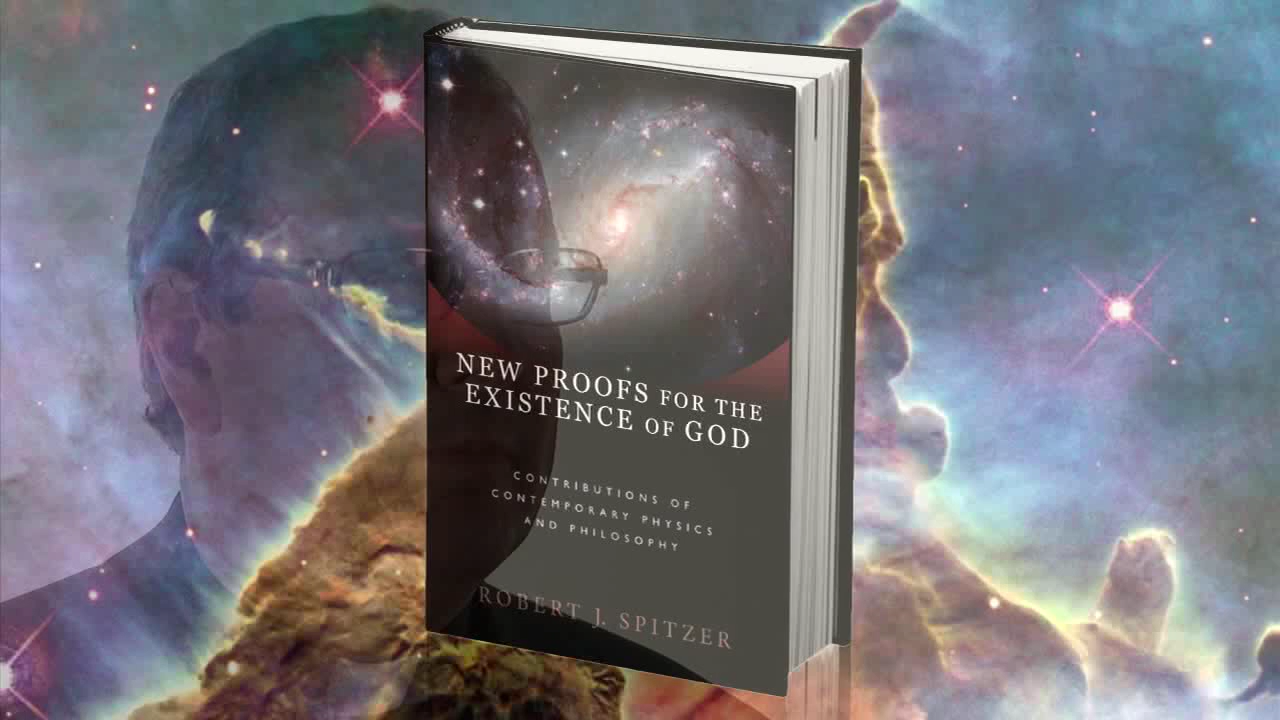 NEW PROOFS FOR THE
EXISTENCE OF GOD
CONTRIBUTIONS OF
CONTEMPORARY PHYSICS
AND PHILOSOPHY
ROBERT J. SPITZER